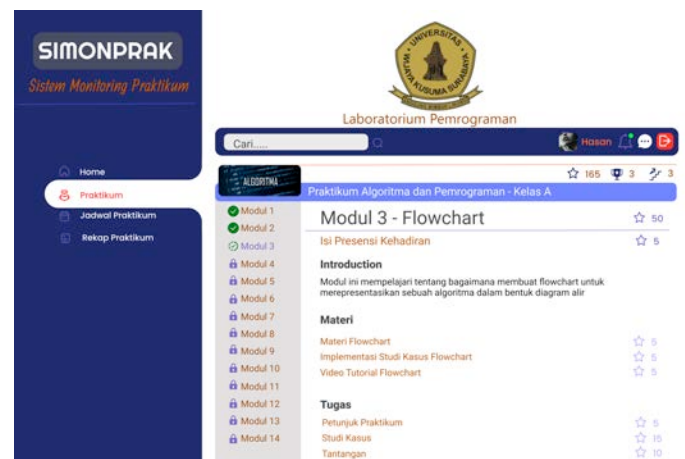 SIMONPRAK
Sistem Monitoring Praktikum
UNIVERSITAS
WIJAYA KUSUMA SURABAYA
Laboratorium Pemrograman
Cari.....
Hasan
Home
Praktikum
Jadwal Praktikum
Rekap Praktikum
ALGORITMA
165 3 3
Praktikum Algoritma dan Pemrograman - Kelas A
Modul 1
Modul 2
Modul 3
Modul 4
Modul 5
Modul 6
Modul 7
Modul 8
Modul 9
Modul 10
Modul 11
Modul 12
Modul 13
Modul 14
Modul 3 - Flowchart 50
Isi Presensi Kehadiran 5
Introduction
Modul ini mempelajari tentang bagaimana membuat flowchart untuk
merepresentasikan sebuah algoritma dalam bentuk diagram alir
Materi
Materi Flowchart 5
Implementasi Studi Kasus Flowchart 5
Video Tutorial Flowchart 5
Tugas
Petunjuk Praktikum 5
Studi Kasus 15
Tantangan 10